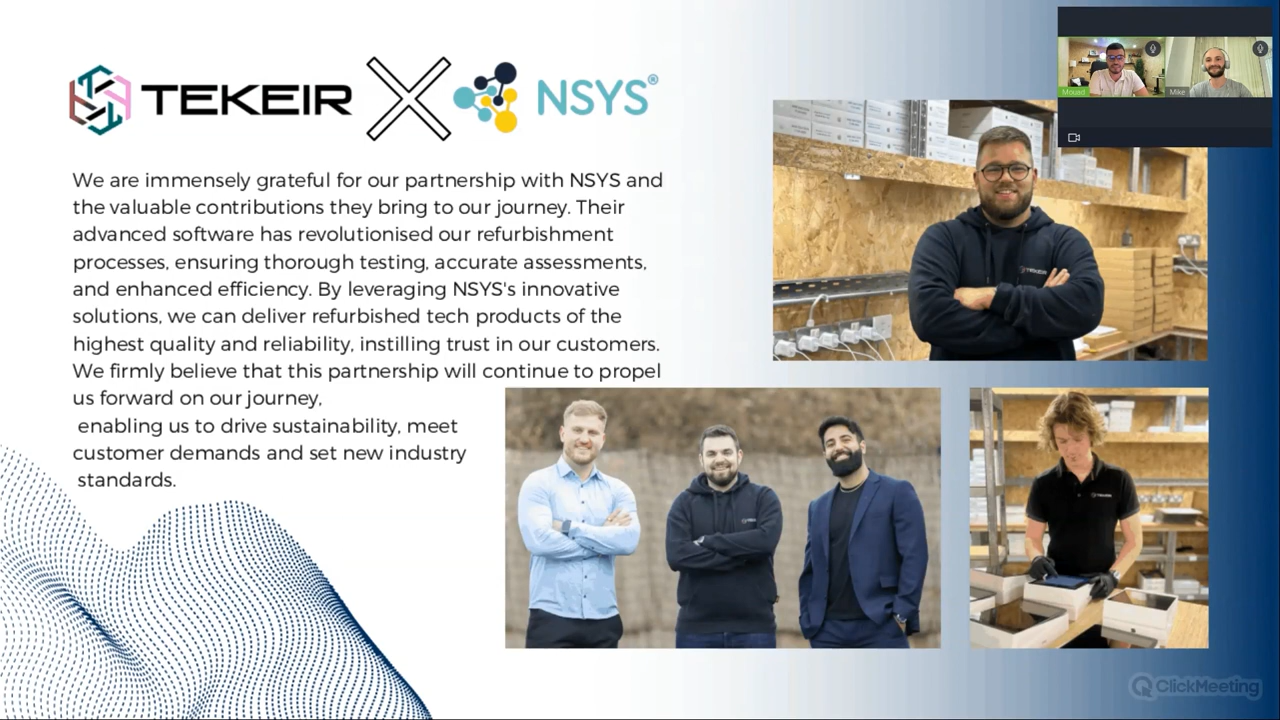 TEKEIR
NSYS®
We are immensely grateful for our partnership with NSYS and
the valuable contributions they bring to our journey. Their
advanced software has revolutionised our refurbishment
processes, ensuring thorough testing, accurate assessments,
and enhanced efficiency. By leveraging NSYS's innovative
solutions, we can deliver refurbished tech products of the
highest quality and reliability, instilling trust in our customers.
We firmly believe that this partnership will continue to propel
us forward on our journey,
enabling us to drive sustainability, meet
customer demands and set new industry
standards.
Mouad
Mike
TEKEIR
ClickMeeting